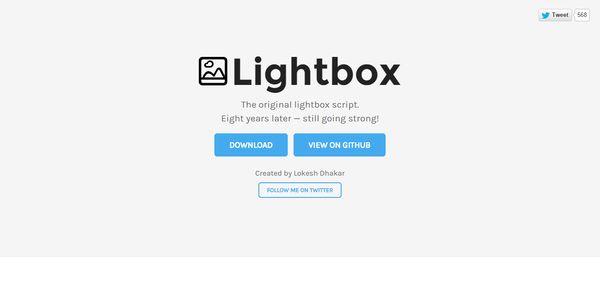 Tweet 568
Lightbox
The original lightbox script.
Eight years later — still going strong!
DOWNLOAD VIEW ON GITHUB
Created by Lokesh Dhakar
FOLLOW ME ON TWITTER